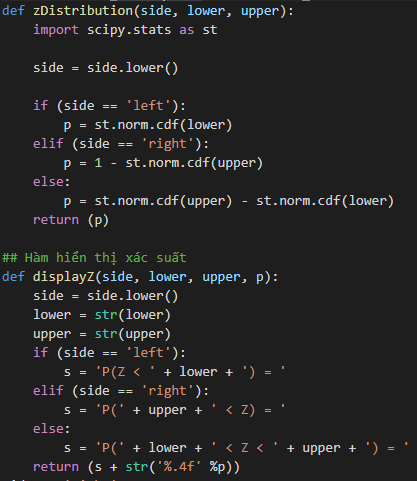 def zDistribution(side, lower, upper):
    import scipy.stats as st
    side = side.lower()
    if (side == 'left'):
        p = st.norm.cdf(lower)
    elif (side == 'right'):
        p = 1 - st.norm.cdf(upper)
    else:
        p = st.norm.cdf(upper) - st.norm.cdf(lower)
    return (p)
## Hàm hiển thị xác suất
def displayZ(side, lower, upper, p):
    side = side.lower()
    lower = str(lower)
    upper = str(upper)
    if (side == 'left'):
        s = 'P(Z < ' + lower + ') = '
    elif (side == 'right'):
        s = 'P(' + upper + ' < Z) = '
    else:
        s = 'P(' + lower + ' < Z < ' + upper + ') = '
    return (s + str('%.4f' %p))